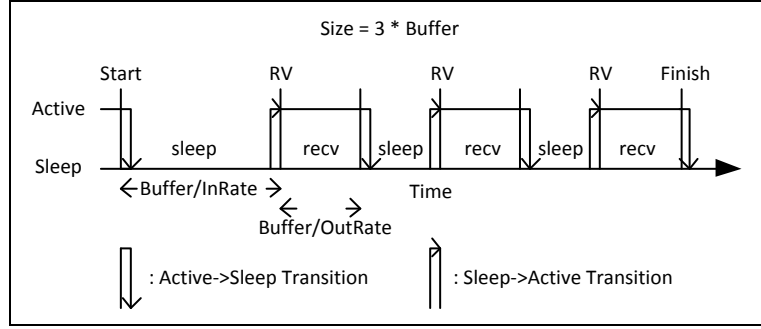 Size = 3 * Buffer
Start RV RV RV Finish
Active
sleep recv sleep recv sleep recv
Sleep
Buffer/InRate Time
Buffer/OutRate
: Active->Sleep Transition : Sleep->Active Transition